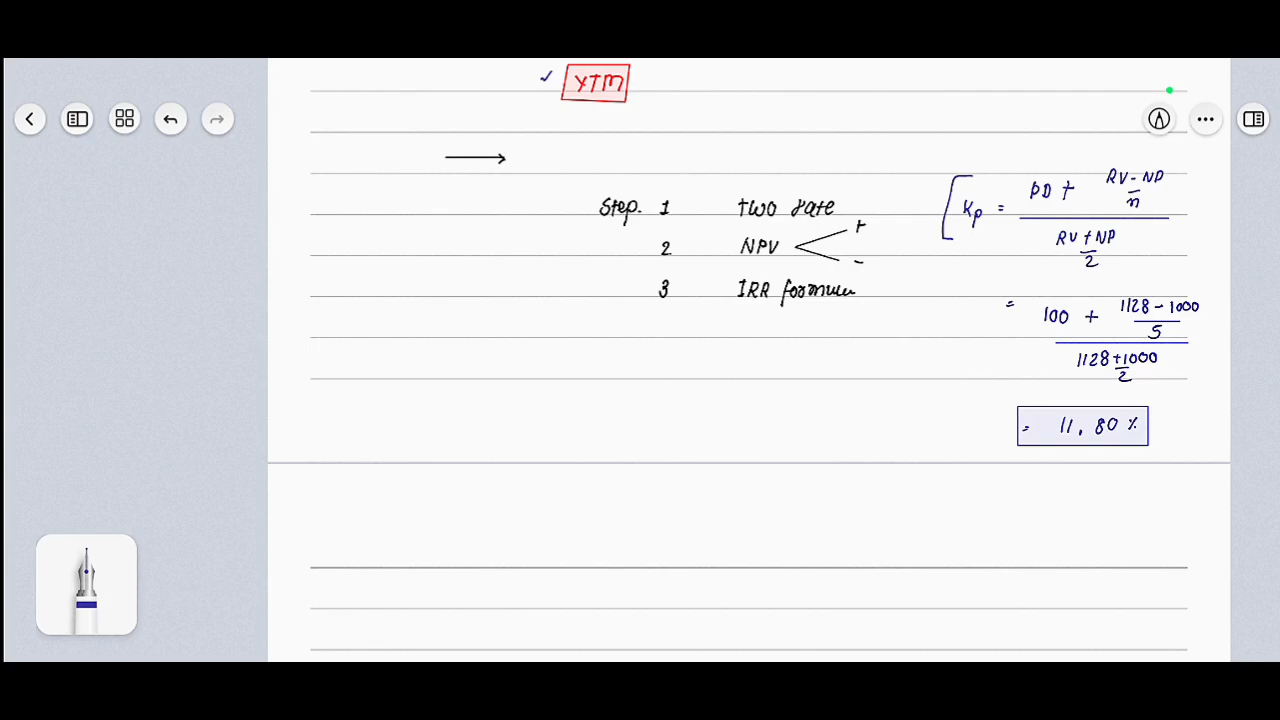 ✓ YTM
→
Step. 1 two rate
2 NPV < + -
3 IRR formula
Kp = PD + RV - NP / n
RV + NP / 2
= 100 + 1128 - 1000 / 5
1128 + 1000 / 2
= 11.80 %